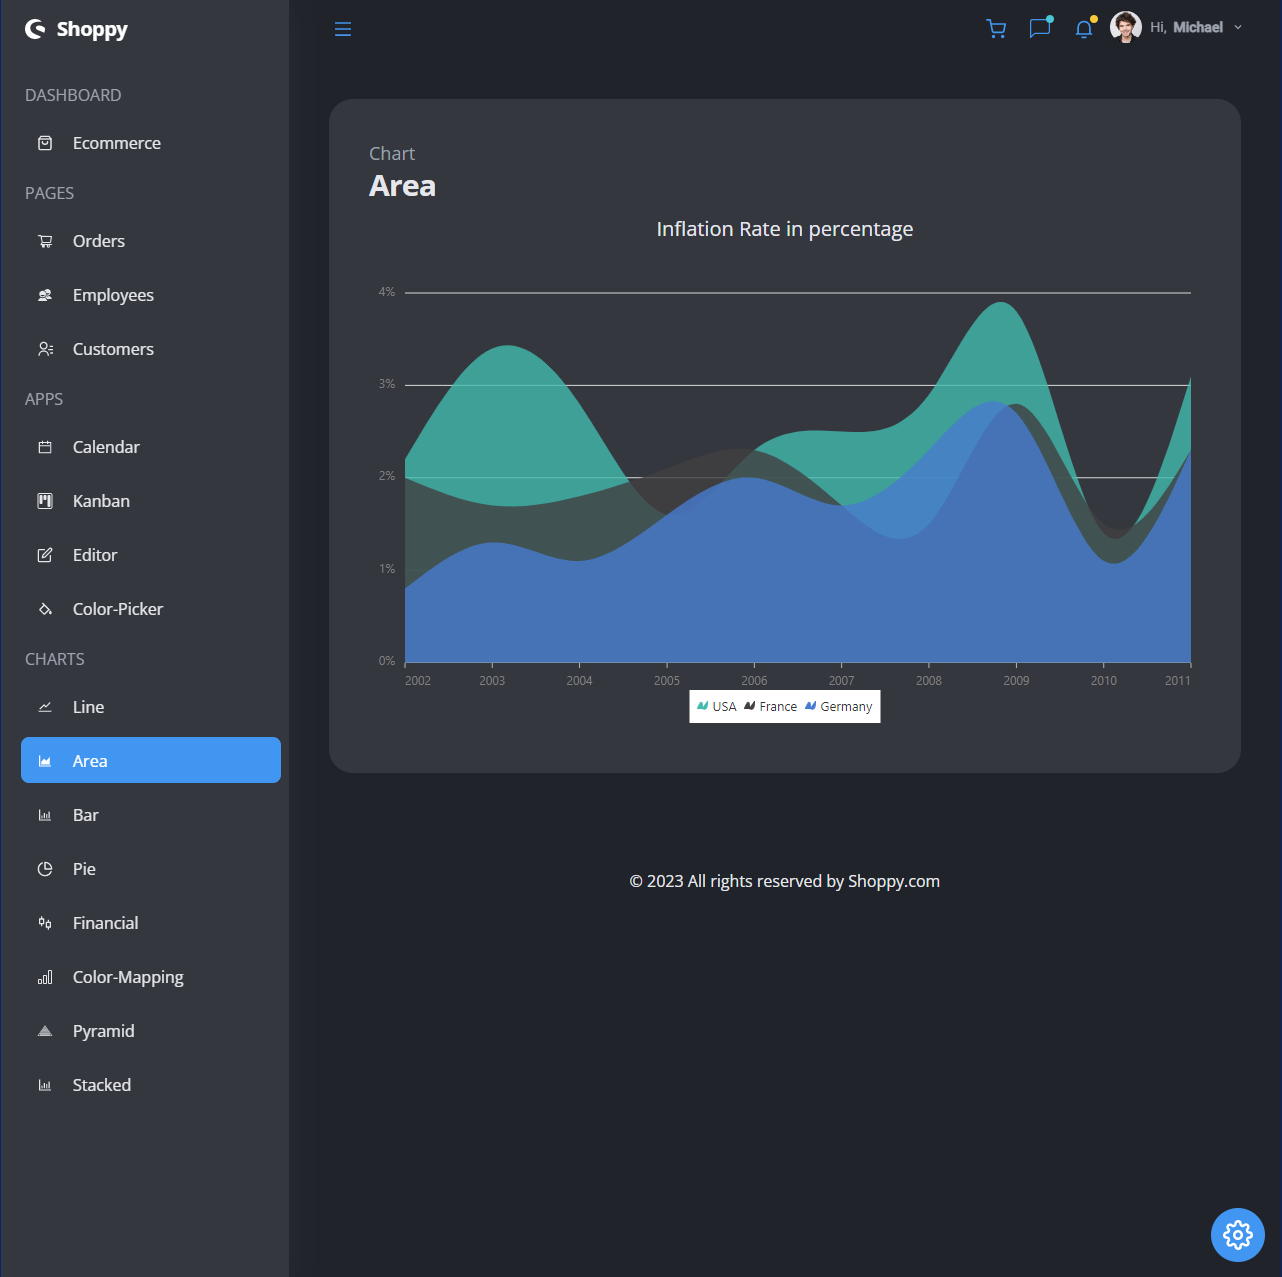 Shoppy
Hi, Michael
DASHBOARD
Ecommerce
PAGES
Orders
Employees
Customers
APPS
Calendar
Kanban
Editor
Color-Picker
CHARTS
Line
Area
Bar
Pie
Financial
Color-Mapping
Pyramid
Stacked
Chart
Area
Inflation Rate in percentage
4%
3%
2%
1%
0%
2002 2003 2004 2005 2006 2007 2008 2009 2010 2011
USA France Germany
© 2023 All rights reserved by Shoppy.com